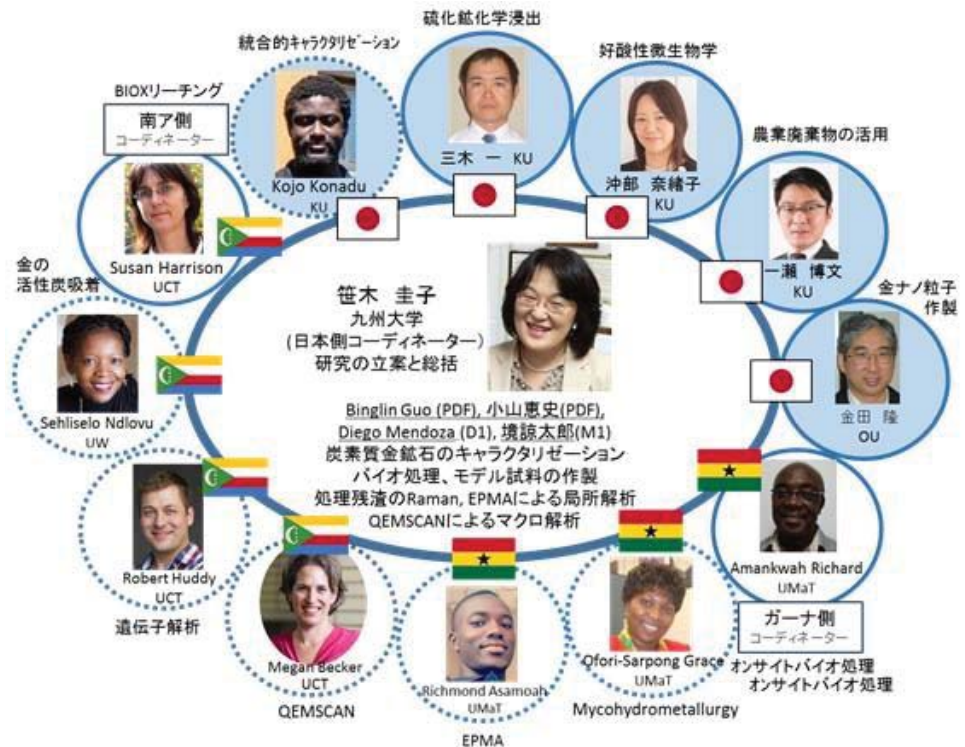 硫化鉱化学浸出
統合的キャラクタリゼーション
好酸性微生物学
BIOXリーチング
南ア側
コーディネーター
農業廃棄物の活用
三木 一 KU
Kojo Konadu
KU
沖部 奈緒子
KU
Susan Harrison
UCT
一瀬 博文
KU
金の
活性炭吸着
金ナノ粒子
作製
笹木 圭子
九州大学
(日本側コーディネーター)
研究の立案と総括
Sehliselo Ndlovu
UW
金田 隆
OU
Binglin Guo (PDF), 小山恵史(PDF),
Diego Mendoza (D1), 境諒太郎(M1)
炭素質金鉱石のキャラクタリゼーション
バイオ処理、モデル試料の作製
処理残渣のRaman, EPMAによる局所解析
QEMSCANによるマクロ解析
Robert Huddy
UCT
遺伝子解析
Amankwah Richard
UMaT
ガーナ側
コーディネーター
オンサイトバイオ処理
オンサイトバイオ処理
Megan Becker
UCT
QEMSCAN
Richmond Asamoah
UMaT
EPMA
Ofori-Sarpong Grace
UMaT
Mycohydrometallurgy